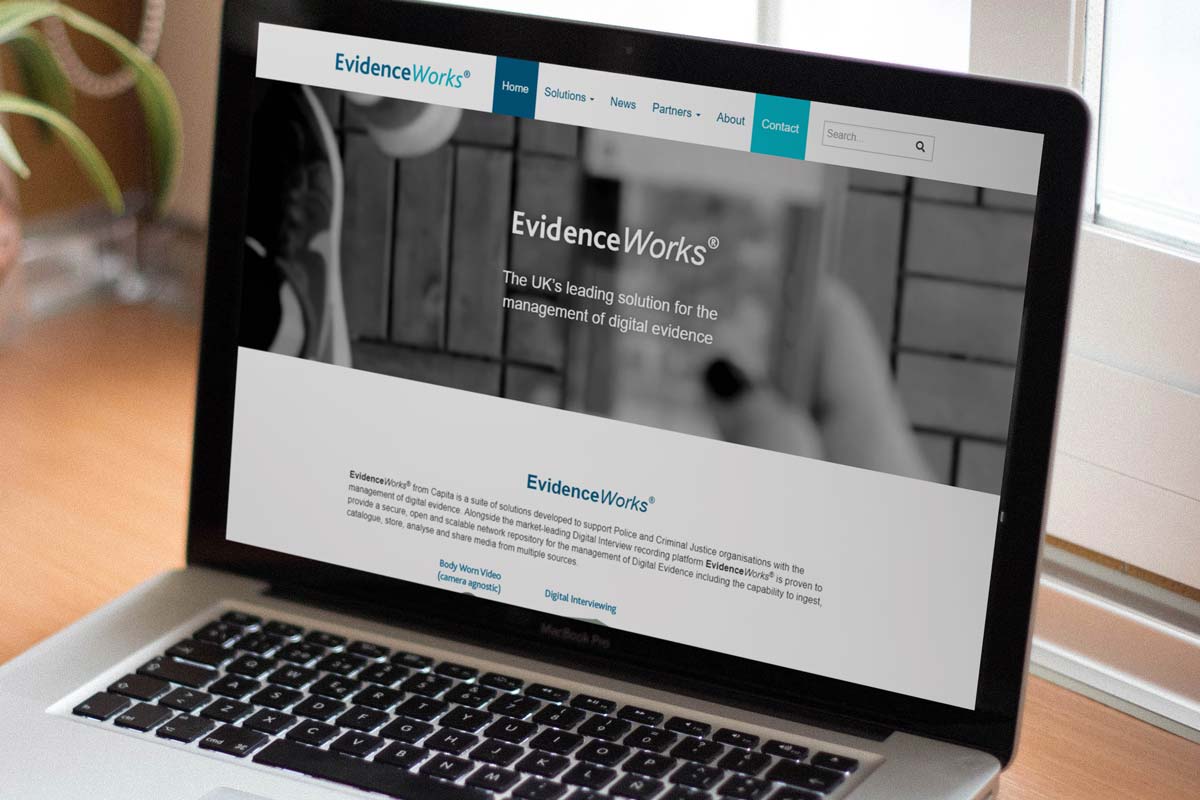 EvidenceWorks®
Home
Solutions
News
Partners
About
Contact
Search...
EvidenceWorks®
The UK's leading solution for the
management of digital evidence
EvidenceWorks®
EvidenceWorks® from Capita is a suite of solutions developed to support Police and Criminal Justice organisations with the
management of digital evidence. Alongside the market-leading Digital Interview recording platform EvidenceWorks® is proven to
provide a secure, open and scalable network repository for the management of Digital Evidence including the capability to ingest,
catalogue, store, analyse and share media from multiple sources.
Body Worn Video
(camera agnostic)
Digital Interviewing
MacBook Pro
Q W E R T Y U I O P
A S D F G H J K L Ñ
Z X C V B N M
cmd